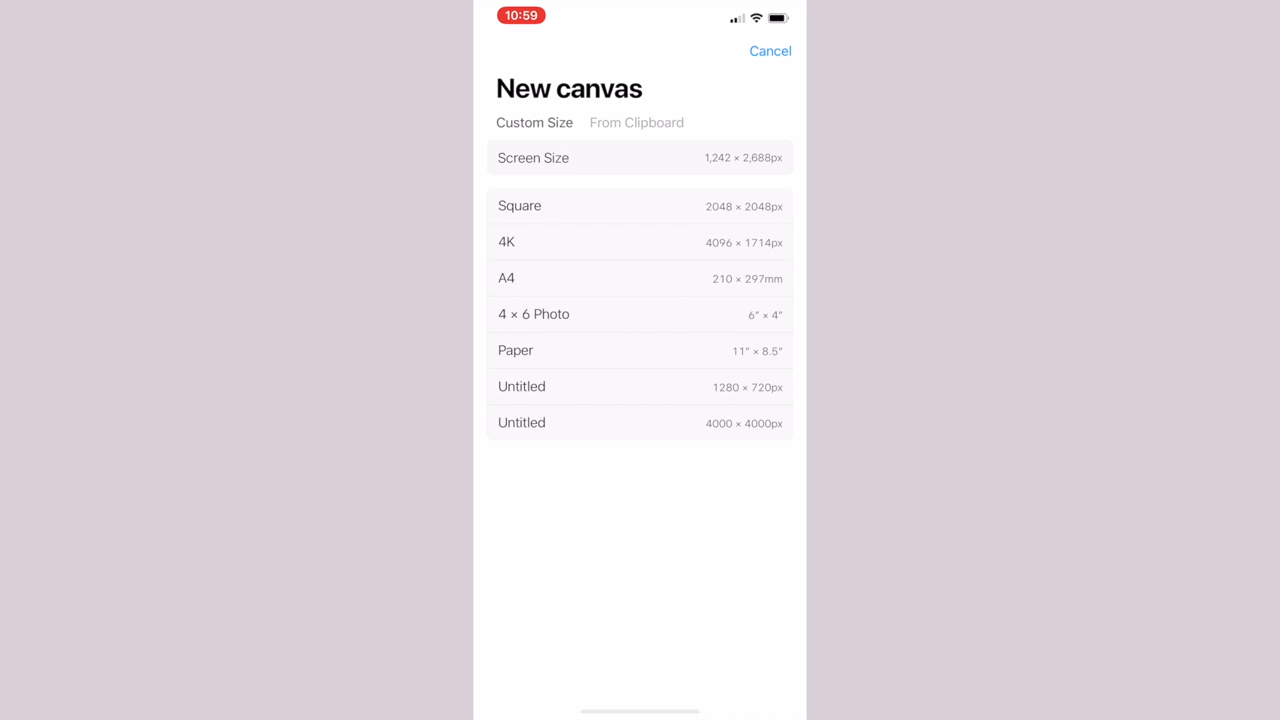 10:59
Cancel
New canvas
Custom Size From Clipboard
Screen Size 1,242 × 2,688px
Square 2048 × 2048px
4K 4096 × 1714px
A4 210 × 297mm
4 × 6 Photo 6" × 4"
Paper 11" × 8.5"
Untitled 1280 × 720px
Untitled 4000 × 4000px